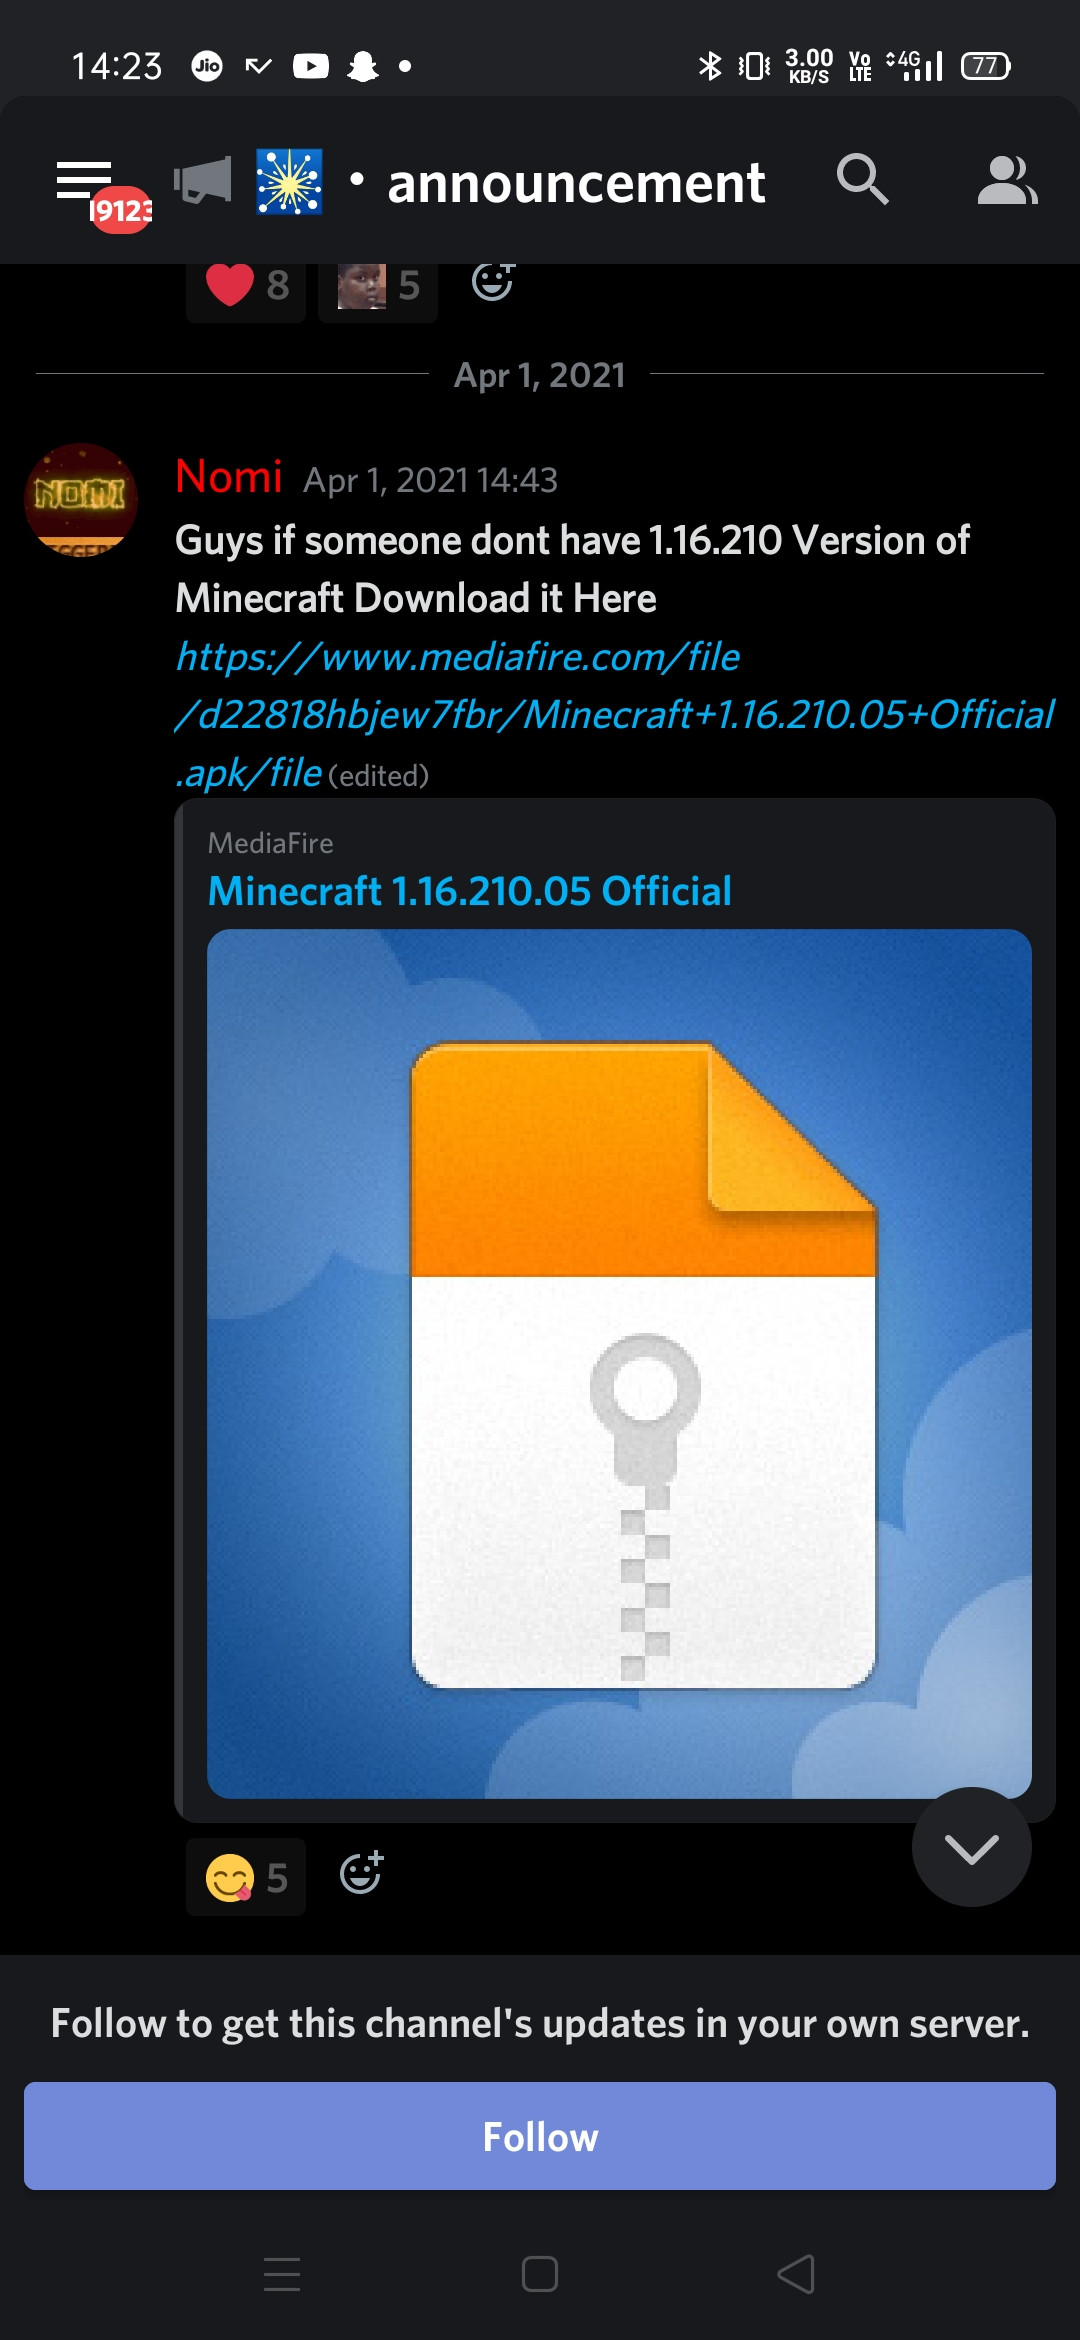 14:23
Jio
3.00
KB/S
Vo
LTE
4G
77
• announcement
8
5
Apr 1, 2021
NOMI
Nomi Apr 1, 2021 14:43
Guys if someone dont have 1.16.210 Version of
Minecraft Download it Here
https://www.mediafire.com/file
/d22818hbjew7fbr/Minecraft+1.16.210.05+Official
.apk/file (edited)
MediaFire
Minecraft 1.16.210.05 Official
5
Follow to get this channel's updates in your own server.
Follow